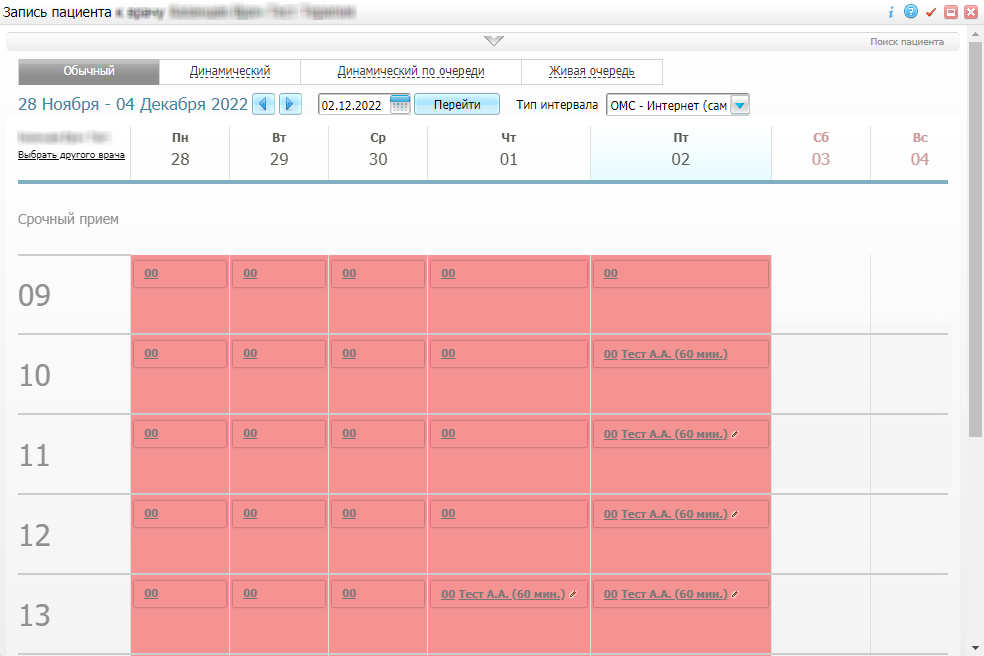 Запись пациента к врачу
Поиск пациента
Обычный Динамический Динамический по очереди Живая очередь
28 Ноября - 04 Декабря 2022 02.12.2022 Перейти Тип интервала ОМС - Интернет (сам
Выбрать другого врача
Пн Вт Ср Чт Пт Сб Вс
28 29 30 01 02 03 04
Срочный прием
09 00 00 00 00 00
10 00 00 00 00 00 Тест А.А. (60 мин.)
11 00 00 00 00 00 Тест А.А. (60 мин.)
12 00 00 00 00 00 Тест А.А. (60 мин.)
13 00 00 00 00 Тест А.А. (60 мин.) 00 Тест А.А. (60 мин.)